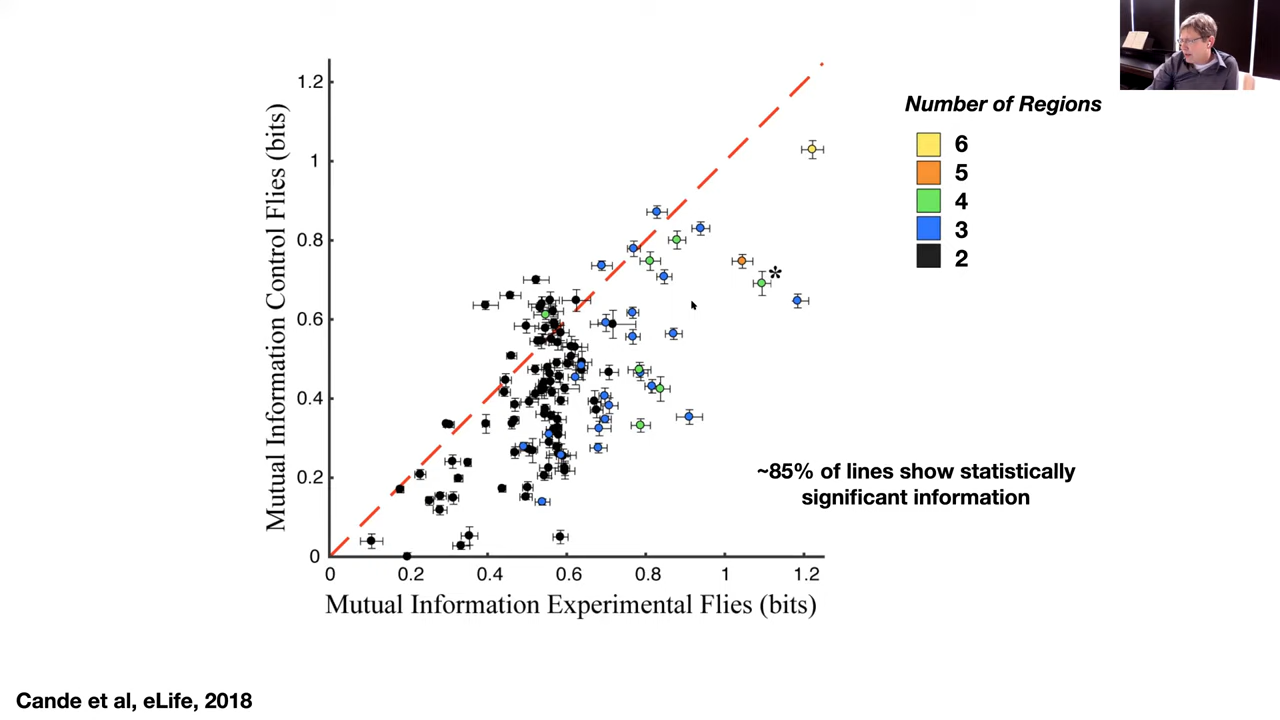 Number of Regions
6
5
4
3
2
Mutual Information Control Flies (bits)
1.2
1
0.8
0.6
0.4
0.2
0
*
0 0.2 0.4 0.6 0.8 1 1.2
Mutual Information Experimental Flies (bits)
~85% of lines show statistically
significant information
Cande et al, eLife, 2018